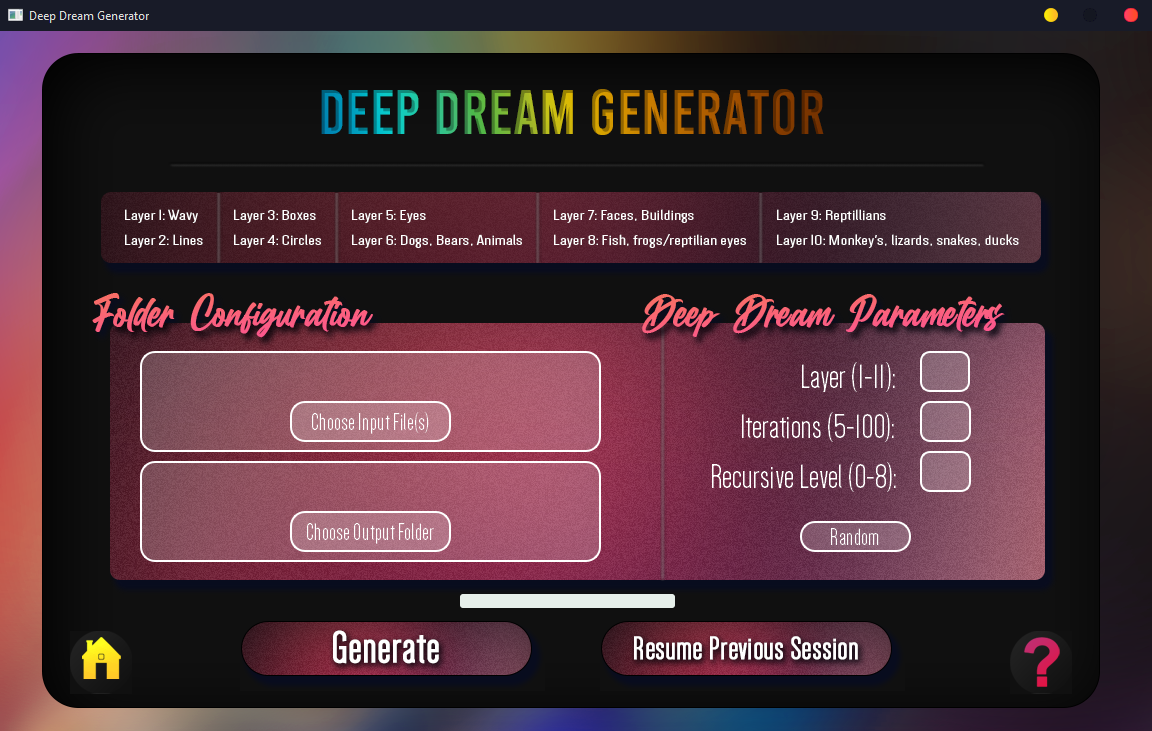 Deep Dream Generator
DEEP DREAM GENERATOR
Layer 1: Wavy
Layer 2: Lines
Layer 3: Boxes
Layer 4: Circles
Layer 5: Eyes
Layer 6: Dogs, Bears, Animals
Layer 7: Faces, Buildings
Layer 8: Fish, frogs/reptilian eyes
Layer 9: Reptillians
Layer 10: Monkey's, lizards, snakes, ducks
Folder Configuration
Choose Input File(s)
Choose Output Folder
Deep Dream Parameters
Layer (1-11):
Iterations (5-100):
Recursive Level (0-8):
Random
Generate
Resume Previous Session
?